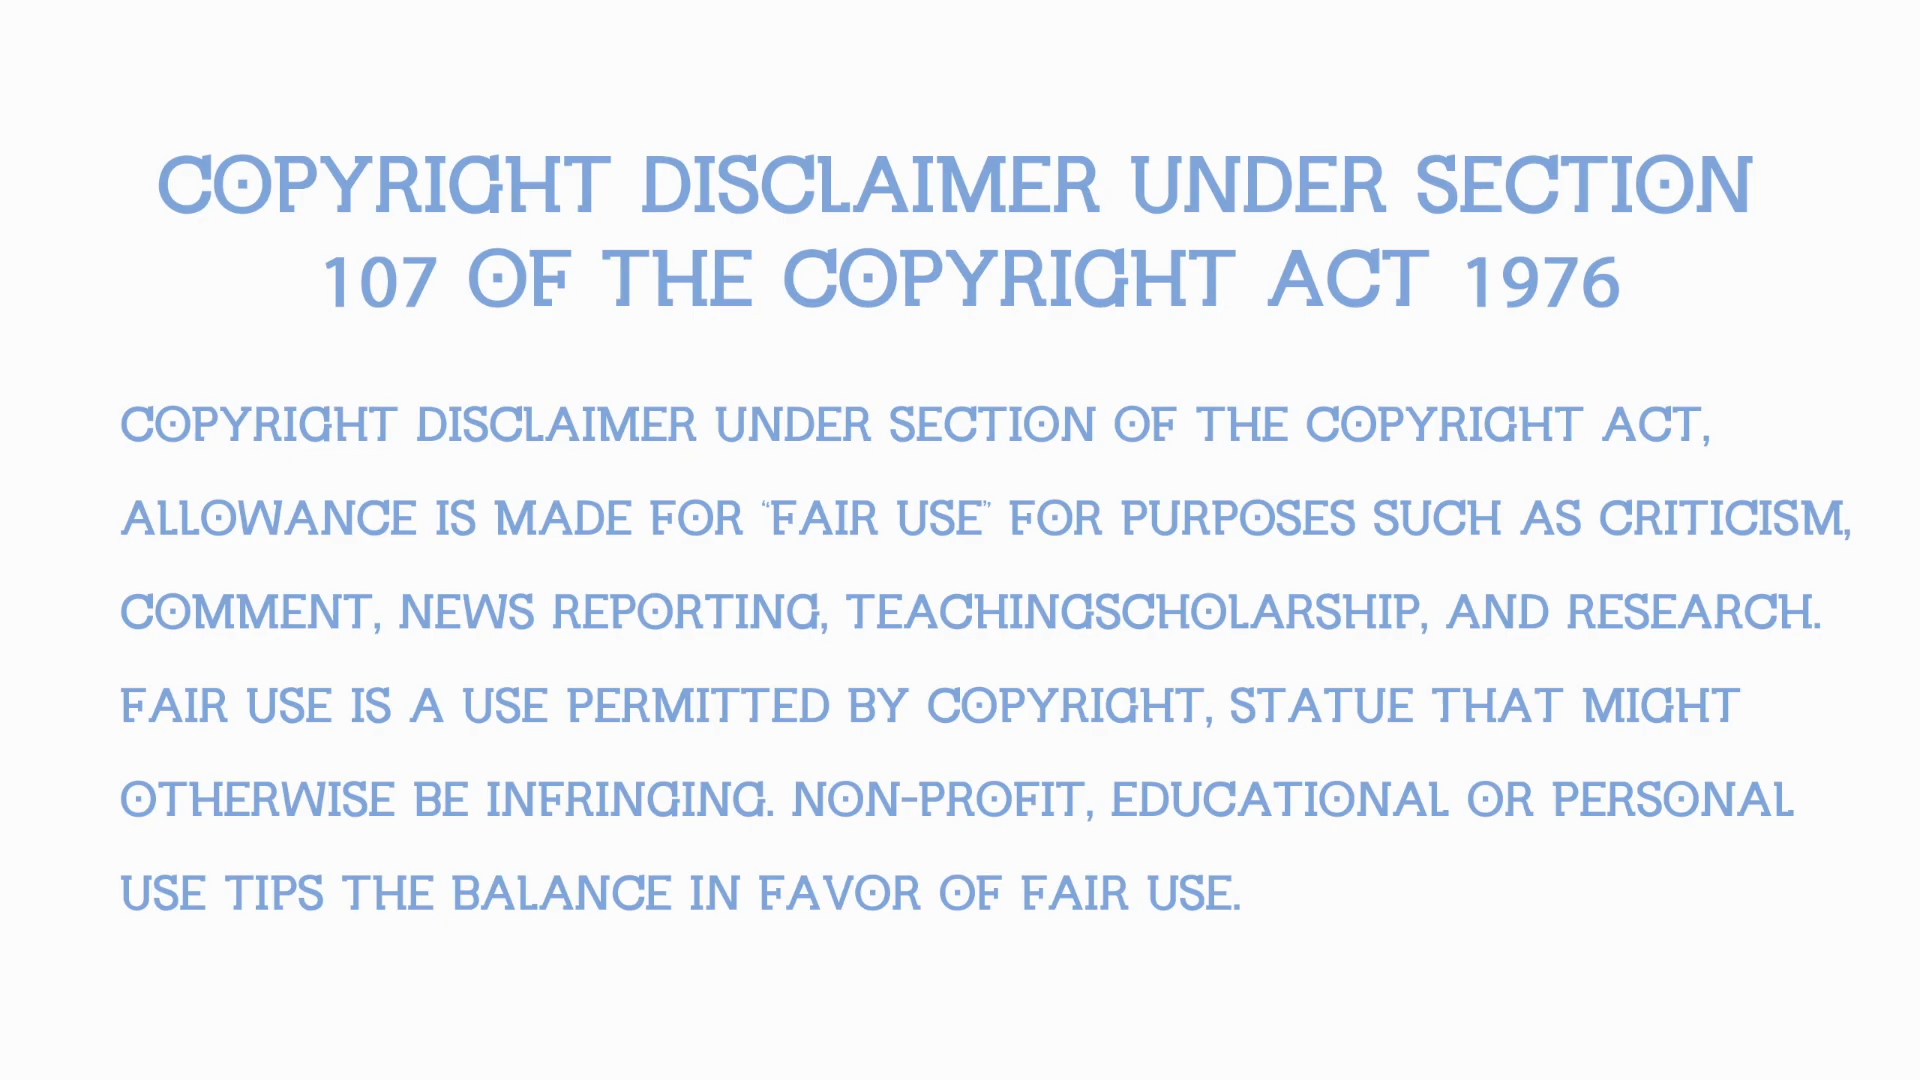 COPYRIGHT DISCLAIMER UNDER SECTION
107 OF THE COPYRIGHT ACT 1976
COPYRIGHT DISCLAIMER UNDER SECTION OF THE COPYRIGHT ACT,
ALLOWANCE IS MADE FOR “FAIR USE” FOR PURPOSES SUCH AS CRITICISM,
COMMENT, NEWS REPORTING, TEACHINGSCHOLARSHIP, AND RESEARCH.
FAIR USE IS A USE PERMITTED BY COPYRIGHT, STATUE THAT MIGHT
OTHERWISE BE INFRINGING. NON-PROFIT, EDUCATIONAL OR PERSONAL
USE TIPS THE BALANCE IN FAVOR OF FAIR USE.